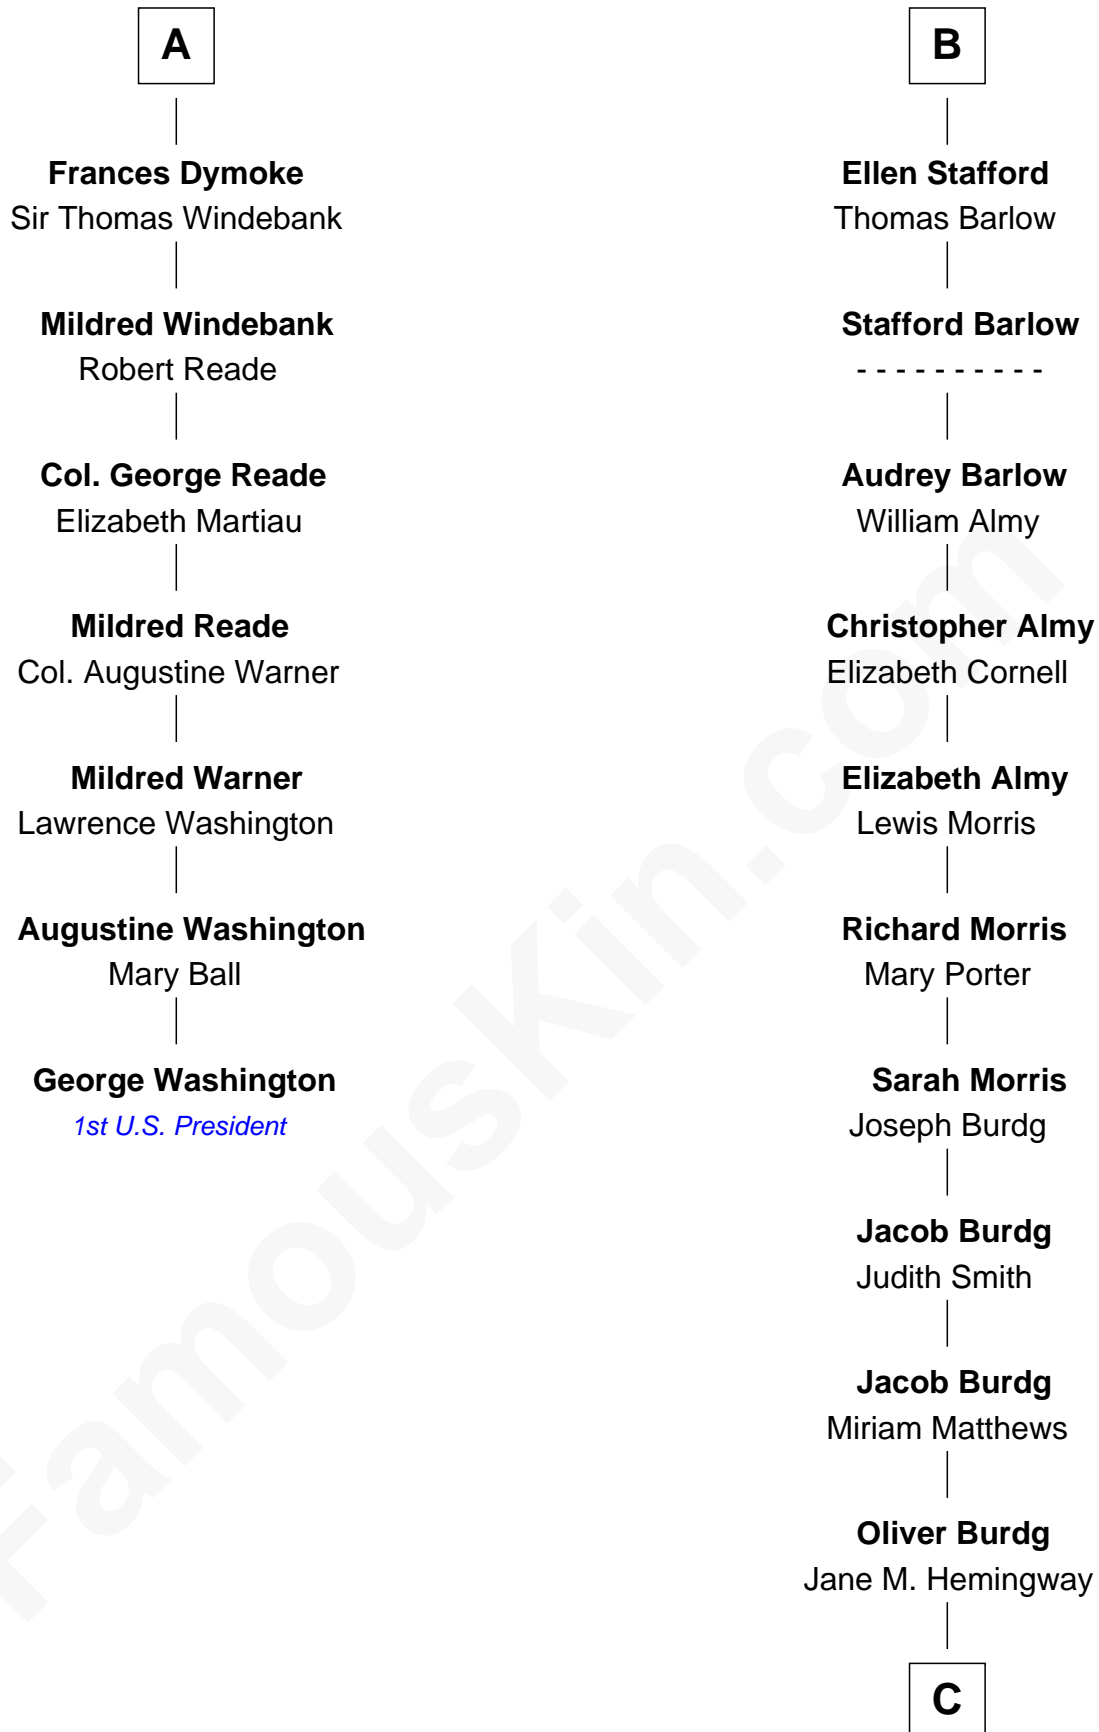 A
Frances Dymoke
Sir Thomas Windebank
Mildred Windebank
Robert Reade
Col. George Reade
Elizabeth Martiau
Mildred Reade
Col. Augustine Warner
Mildred Warner
Lawrence Washington
Augustine Washington
Mary Ball
George Washington
1st U.S. President
B
Ellen Stafford
Thomas Barlow
Stafford Barlow
- - - - - - - - - -
Audrey Barlow
William Almy
Christopher Almy
Elizabeth Cornell
Elizabeth Almy
Lewis Morris
Richard Morris
Mary Porter
Sarah Morris
Joseph Burdg
Jacob Burdg
Judith Smith
Jacob Burdg
Miriam Matthews
Oliver Burdg
Jane M. Hemingway
C
FamousKin.com